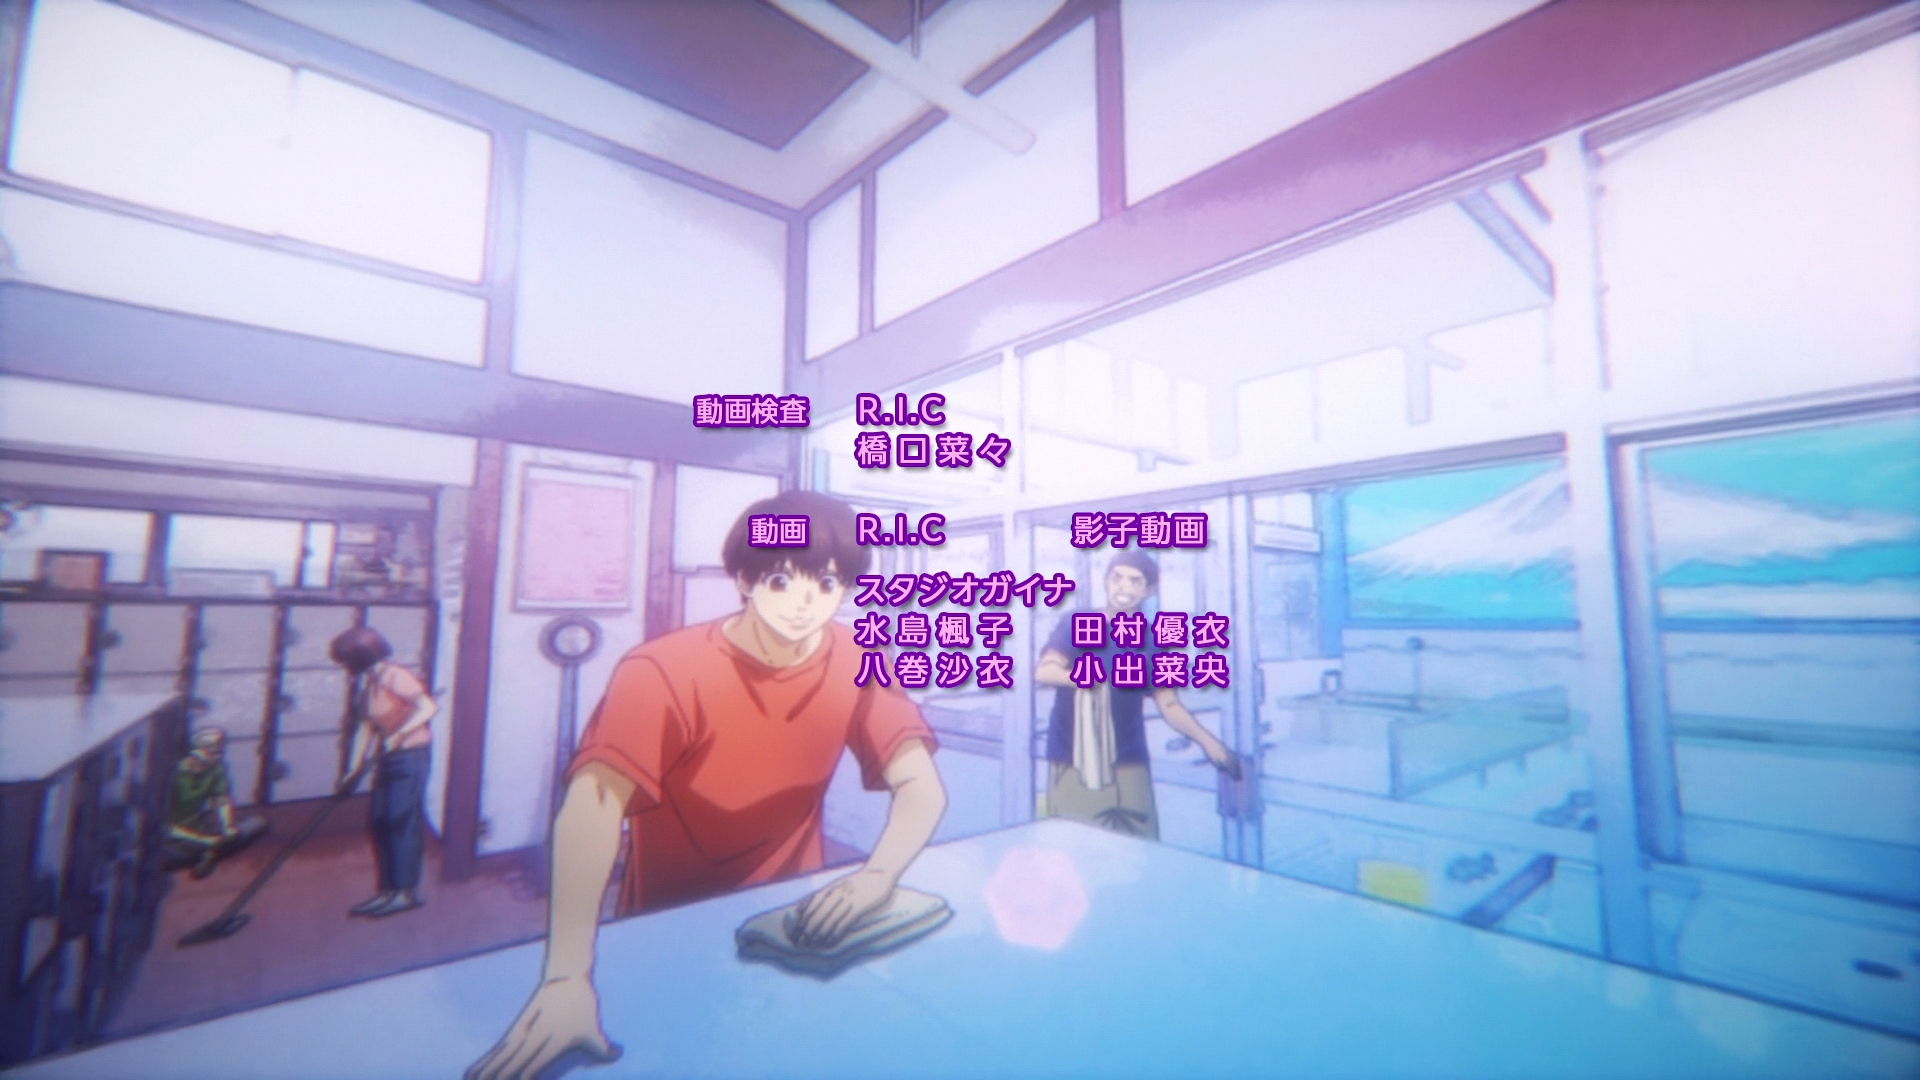 動画検査 R.I.C
橋口菜々
動画 R.I.C 影子動画
スタジオガイナ
水島楓子 田村優衣
八巻沙衣 小出菜央